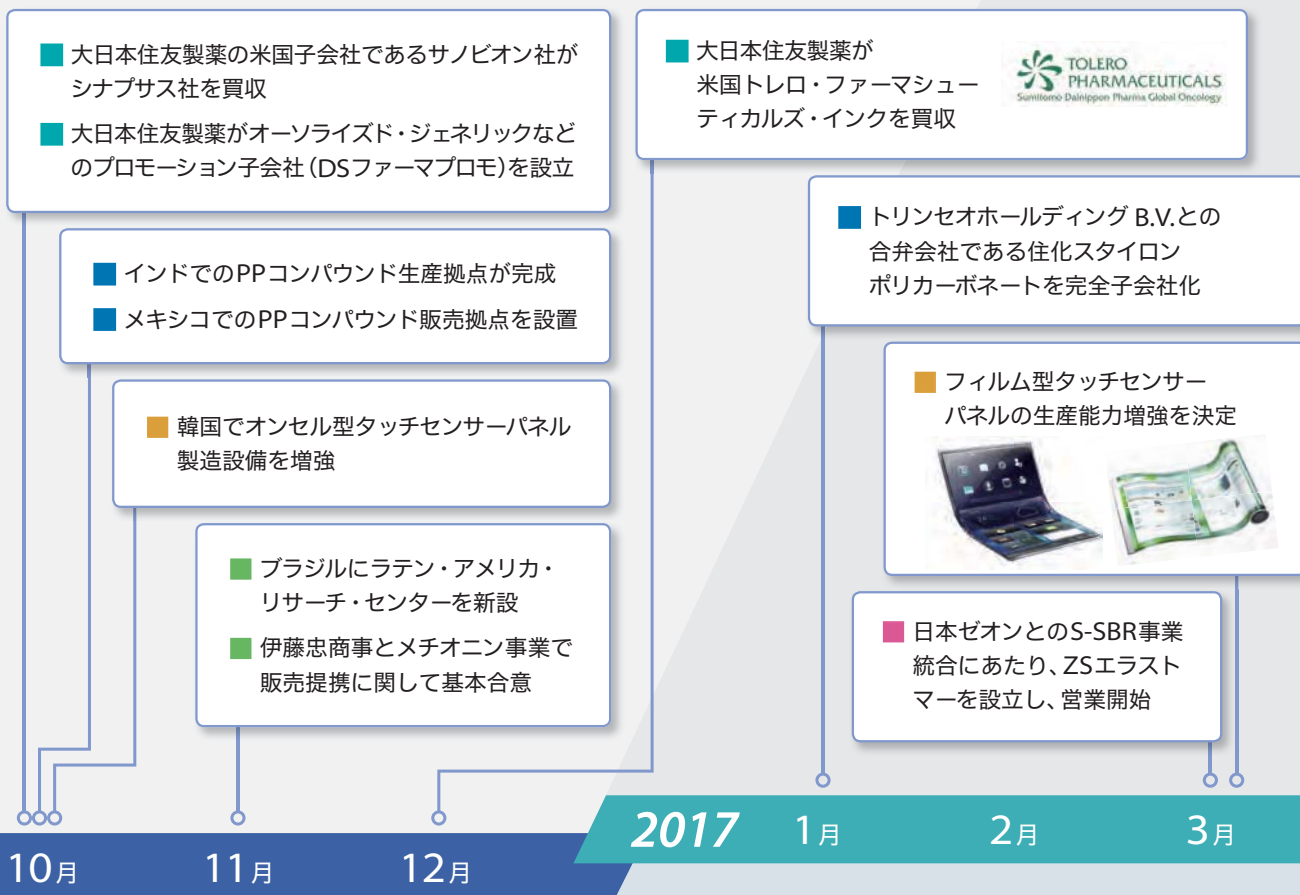 ■ 大日本住友製薬の米国子会社であるサノビオン社が
シナプサス社を買収
■ 大日本住友製薬がオーソライズド・ジェネリックなど
のプロモーション子会社(DSファーマプロモ)を設立
■ インドでのPPコンパウンド生産拠点が完成
■ メキシコでのPPコンパウンド販売拠点を設置
■ 韓国でオンセル型タッチセンサーパネル
製造設備を増強
■ ブラジルにラテン・アメリカ・
リサーチ・センターを新設
■ 伊藤忠商事とメチオニン事業で
販売提携に関して基本合意
■ 大日本住友製薬が
米国トレロ・ファーマシュー
ティカルズ・インクを買収
TOLERO
PHARMACEUTICALS
Sumitomo Dainippon Pharma Global Oncology
■ トリンセオホールディング B.V.との
合弁会社である住化スタイロン
ポリカーボネートを完全子会社化
■ フィルム型タッチセンサー
パネルの生産能力増強を決定
■ 日本ゼオンとのS-SBR事業
統合にあたり、ZSエラスト
マーを設立し、営業開始
10月
11月
12月
2017
1月
2月
3月